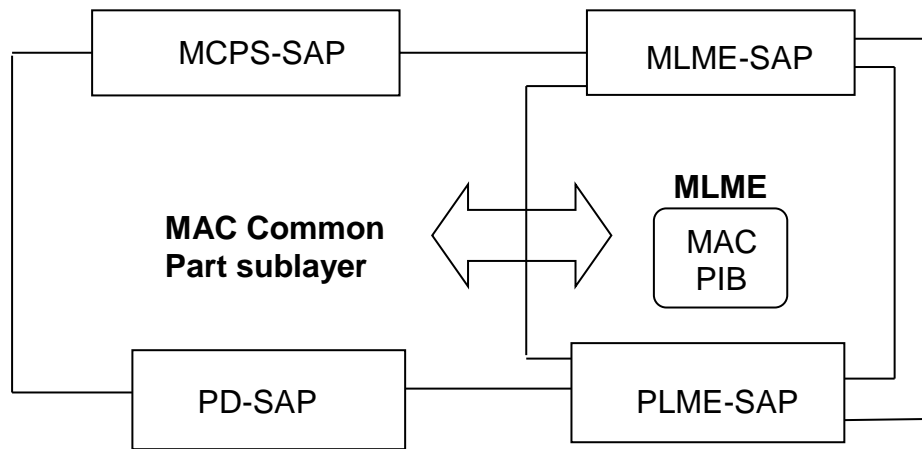 MCPS-SAP
MLME-SAP
MAC Common
Part sublayer
MLME
MAC
PIB
PD-SAP
PLME-SAP